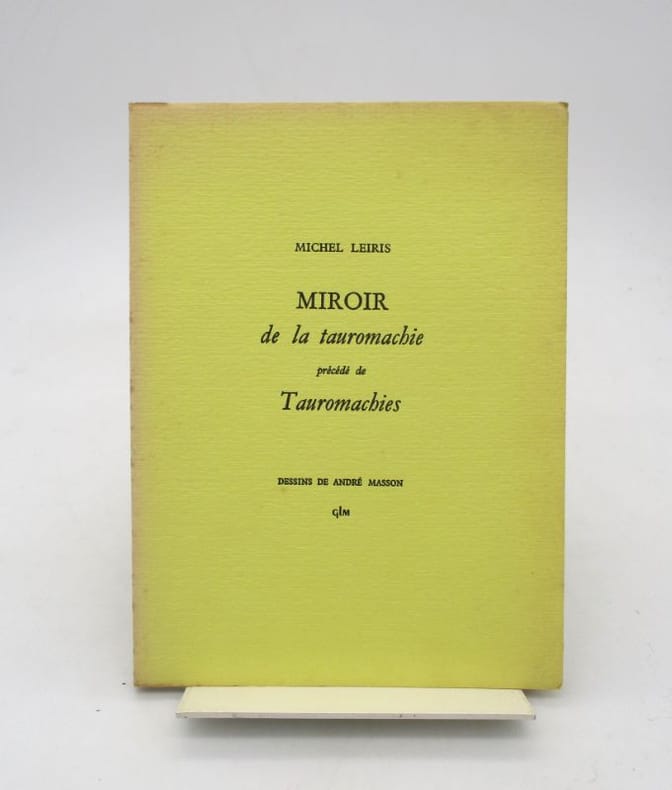 MICHEL LEIRIS
MIROIR
de la tauromachie
précédé de
Tauromachies
DESSINS DE ANDRÉ MASSON
GLM